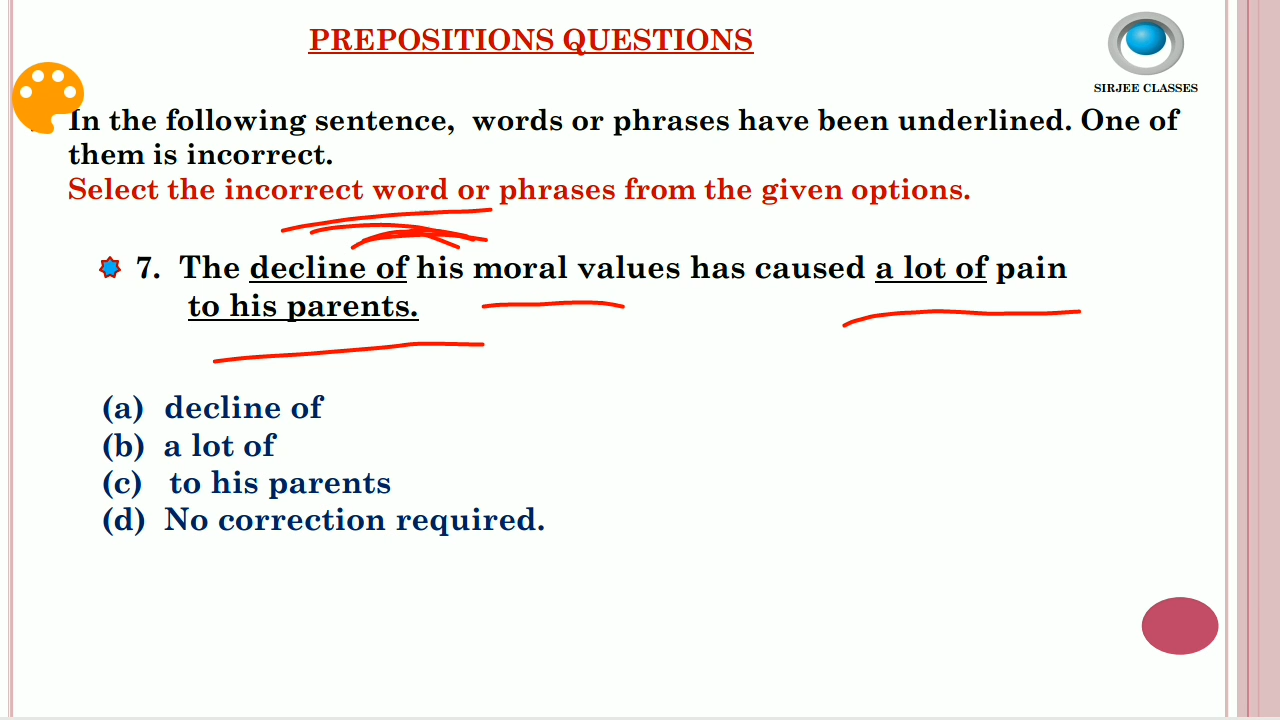 PREPOSITIONS QUESTIONS
SIRJEE CLASSES
In the following sentence, words or phrases have been underlined. One of
them is incorrect.
Select the incorrect word or phrases from the given options.
7. The decline of his moral values has caused a lot of pain
to his parents.
(a) decline of
(b) a lot of
(c) to his parents
(d) No correction required.